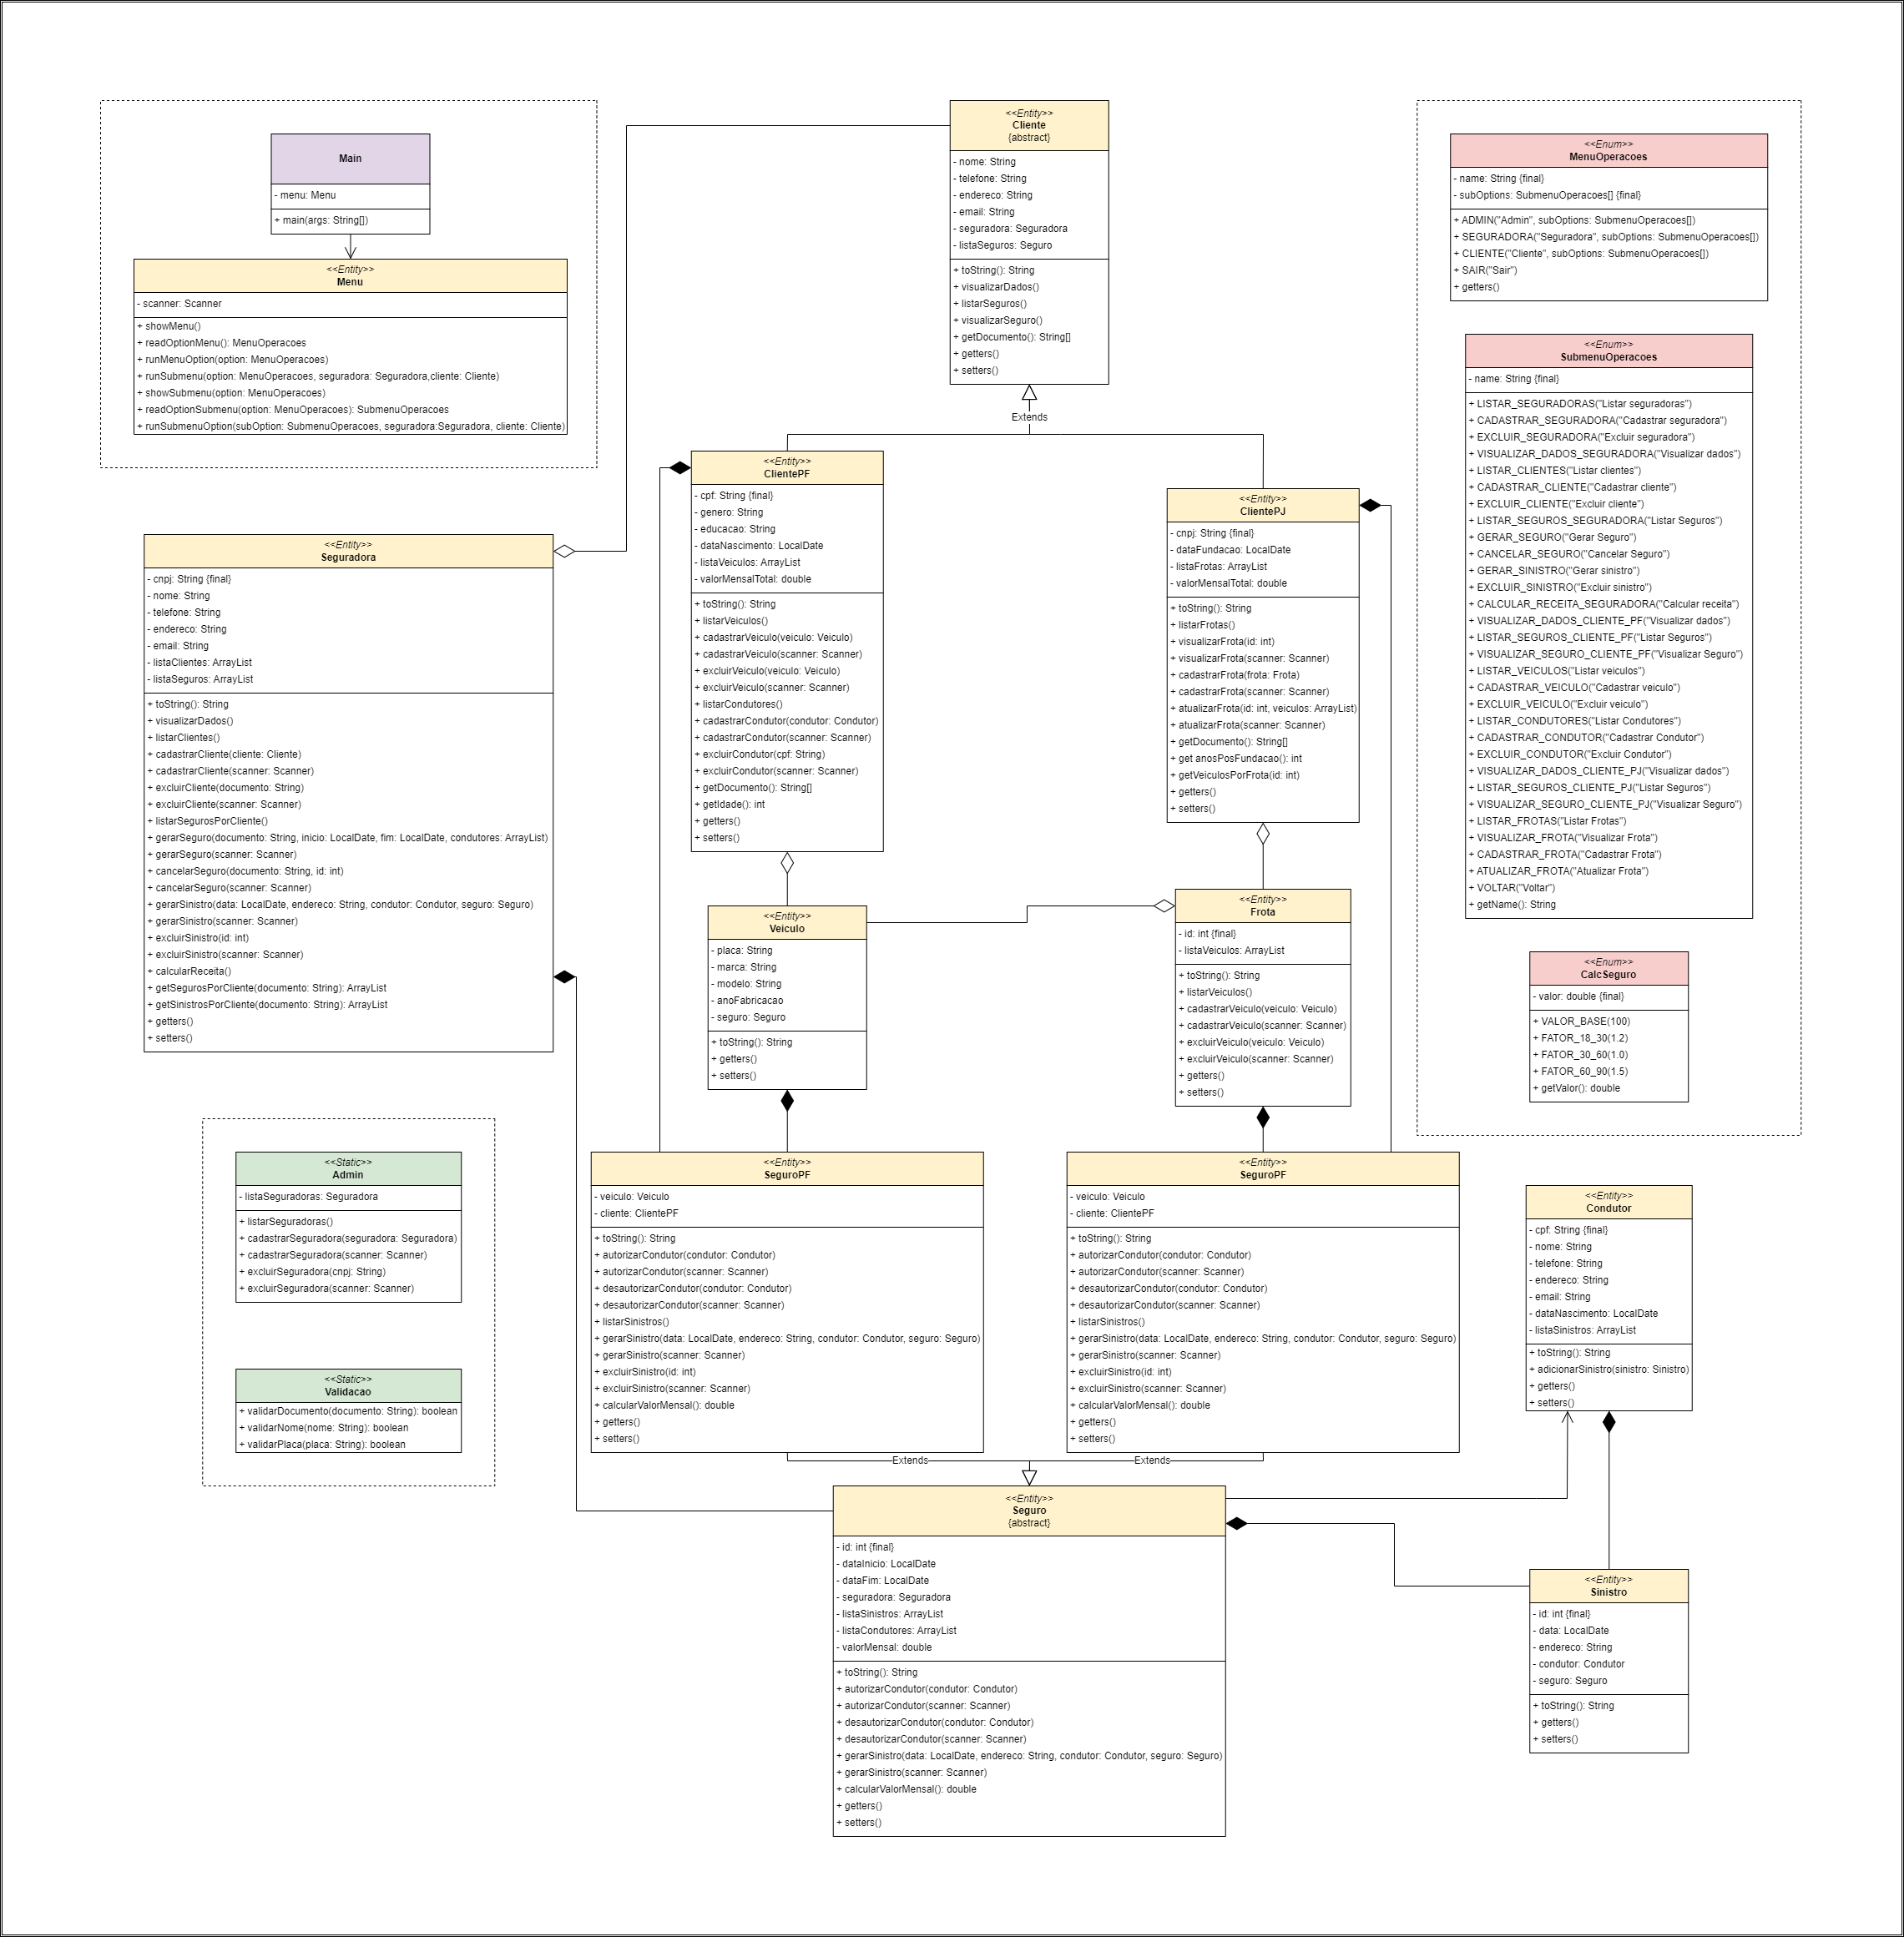 Main
- menu: Menu
+ main(args: String[])
<<Entity>>
Menu
- scanner: Scanner
+ showMenu()
+ readOptionMenu(): MenuOperacoes
+ runMenuOption(option: MenuOperacoes)
+ runSubmenu(option: MenuOperacoes, seguradora: Seguradora,cliente: Cliente)
+ showSubmenu(option: MenuOperacoes)
+ readOptionSubmenu(option: MenuOperacoes): SubmenuOperacoes
+ runSubmenuOption(subOption: SubmenuOperacoes, seguradora:Seguradora, cliente: Cliente)
<<Entity>>
Cliente
{abstract}
- nome: String
- telefone: String
- endereco: String
- email: String
- seguradora: Seguradora
- listaSeguros: Seguro
+ toString(): String
+ visualizarDados()
+ listarSeguros()
+ visualizarSeguro()
+ getDocumento(): String[]
+ getters()
+ setters()
Extends
<<Enum>>
MenuOperacoes
- name: String {final}
- subOptions: SubmenuOperacoes[] {final}
+ ADMIN("Admin", subOptions: SubmenuOperacoes[])
+ SEGURADORA("Seguradora", subOptions: SubmenuOperacoes[])
+ CLIENTE("Cliente", subOptions: SubmenuOperacoes[])
+ SAIR("Sair")
+ getters()
<<Enum>>
SubmenuOperacoes
- name: String {final}
+ LISTAR_SEGURADORAS("Listar seguradoras")
+ CADASTRAR_SEGURADORA("Cadastrar seguradora")
+ EXCLUIR_SEGURADORA("Excluir seguradora")
+ VISUALIZAR_DADOS_SEGURADORA("Visualizar dados")
+ LISTAR_CLIENTES("Listar clientes")
+ CADASTRAR_CLIENTE("Cadastrar cliente")
+ EXCLUIR_CLIENTE("Excluir cliente")
+ LISTAR_SEGUROS_SEGURADORA("Listar Seguros")
+ GERAR_SEGURO("Gerar Seguro")
+ CANCELAR_SEGURO("Cancelar Seguro")
+ GERAR_SINISTRO("Gerar sinistro")
+ EXCLUIR_SINISTRO("Excluir sinistro")
+ CALCULAR_RECEITA_SEGURADORA("Calcular receita")
+ VISUALIZAR_DADOS_CLIENTE_PF("Visualizar dados")
+ LISTAR_SEGUROS_CLIENTE_PF("Listar Seguros")
+ VISUALIZAR_SEGURO_CLIENTE_PF("Visualizar Seguro")
+ LISTAR_VEICULOS("Listar veiculos")
+ CADASTRAR_VEICULO("Cadastrar veiculo")
+ EXCLUIR_VEICULO("Excluir veiculo")
+ LISTAR_CONDUTORES("Listar Condutores")
+ CADASTRAR_CONDUTOR("Cadastrar Condutor")
+ EXCLUIR_CONDUTOR("Excluir Condutor")
+ VISUALIZAR_DADOS_CLIENTE_PJ("Visualizar dados")
+ LISTAR_SEGUROS_CLIENTE_PJ("Listar Seguros")
+ VISUALIZAR_SEGURO_CLIENTE_PJ("Visualizar Seguro")
+ LISTAR_FROTAS("Listar Frotas")
+ VISUALIZAR_FROTA("Visualizar Frota")
+ CADASTRAR_FROTA("Cadastrar Frota")
+ ATUALIZAR_FROTA("Atualizar Frota")
+ VOLTAR("Voltar")
+ getName(): String
<<Enum>>
CalcSeguro
- valor: double {final}
+ VALOR_BASE(100)
+ FATOR_18_30(1.2)
+ FATOR_30_60(1.0)
+ FATOR_60_90(1.5)
+ getValor(): double
<<Entity>>
ClientePF
- cpf: String {final}
- genero: String
- educacao: String
- dataNascimento: LocalDate
- listaVeiculos: ArrayList
- valorMensalTotal: double
+ toString(): String
+ listarVeiculos()
+ cadastrarVeiculo(veiculo: Veiculo)
+ cadastrarVeiculo(scanner: Scanner)
+ excluirVeiculo(veiculo: Veiculo)
+ excluirVeiculo(scanner: Scanner)
+ listarCondutores()
+ cadastrarCondutor(condutor: Condutor)
+ cadastrarCondutor(scanner: Scanner)
+ excluirCondutor(cpf: String)
+ excluirCondutor(scanner: Scanner)
+ getDocumento(): String[]
+ getIdade(): int
+ getters()
+ setters()
<<Entity>>
ClientePJ
- cnpj: String {final}
- dataFundacao: LocalDate
- listaFrotas: ArrayList
- valorMensalTotal: double
+ toString(): String
+ listarFrotas()
+ visualizarFrota(id: int)
+ visualizarFrota(scanner: Scanner)
+ cadastrarFrota(frota: Frota)
+ cadastrarFrota(scanner: Scanner)
+ atualizarFrota(id: int, veiculos: ArrayList)
+ atualizarFrota(scanner: Scanner)
+ getDocumento(): String[]
+ get anosPosFundacao(): int
+ getVeiculosPorFrota(id: int)
+ getters()
+ setters()
<<Entity>>
Seguradora
- cnpj: String {final}
- nome: String
- telefone: String
- endereco: String
- email: String
- listaClientes: ArrayList
- listaSeguros: ArrayList
+ toString(): String
+ visualizarDados()
+ listarClientes()
+ cadastrarCliente(cliente: Cliente)
+ cadastrarCliente(scanner: Scanner)
+ excluirCliente(documento: String)
+ excluirCliente(scanner: Scanner)
+ listarSegurosPorCliente()
+ gerarSeguro(documento: String, inicio: LocalDate, fim: LocalDate, condutores: ArrayList)
+ gerarSeguro(scanner: Scanner)
+ cancelarSeguro(documento: String, id: int)
+ cancelarSeguro(scanner: Scanner)
+ gerarSinistro(data: LocalDate, endereco: String, condutor: Condutor, seguro: Seguro)
+ gerarSinistro(scanner: Scanner)
+ excluirSinistro(id: int)
+ excluirSinistro(scanner: Scanner)
+ calcularReceita()
+ getSegurosPorCliente(documento: String): ArrayList
+ getSinistrosPorCliente(documento: String): ArrayList
+ getters()
+ setters()
<<Entity>>
Veiculo
- placa: String
- marca: String
- modelo: String
- anoFabricacao
- seguro: Seguro
+ toString(): String
+ getters()
+ setters()
<<Entity>>
Frota
- id: int {final}
- listaVeiculos: ArrayList
+ toString(): String
+ listarVeiculos()
+ cadastrarVeiculo(veiculo: Veiculo)
+ cadastrarVeiculo(scanner: Scanner)
+ excluirVeiculo(veiculo: Veiculo)
+ excluirVeiculo(scanner: Scanner)
+ getters()
+ setters()
<<Static>>
Admin
- listaSeguradoras: Seguradora
+ listarSeguradoras()
+ cadastrarSeguradora(seguradora: Seguradora)
+ cadastrarSeguradora(scanner: Scanner)
+ excluirSeguradora(cnpj: String)
+ excluirSeguradora(scanner: Scanner)
<<Static>>
Validacao
+ validarDocumento(documento: String): boolean
+ validarNome(nome: String): boolean
+ validarPlaca(placa: String): boolean
<<Entity>>
SeguroPF
- veiculo: Veiculo
- cliente: ClientePF
+ toString(): String
+ autorizarCondutor(condutor: Condutor)
+ autorizarCondutor(scanner: Scanner)
+ desautorizarCondutor(condutor: Condutor)
+ desautorizarCondutor(scanner: Scanner)
+ listarSinistros()
+ gerarSinistro(data: LocalDate, endereco: String, condutor: Condutor, seguro: Seguro)
+ gerarSinistro(scanner: Scanner)
+ excluirSinistro(id: int)
+ excluirSinistro(scanner: Scanner)
+ calcularValorMensal(): double
+ getters()
+ setters()
<<Entity>>
SeguroPF
- veiculo: Veiculo
- cliente: ClientePF
+ toString(): String
+ autorizarCondutor(condutor: Condutor)
+ autorizarCondutor(scanner: Scanner)
+ desautorizarCondutor(condutor: Condutor)
+ desautorizarCondutor(scanner: Scanner)
+ listarSinistros()
+ gerarSinistro(data: LocalDate, endereco: String, condutor: Condutor, seguro: Seguro)
+ gerarSinistro(scanner: Scanner)
+ excluirSinistro(id: int)
+ excluirSinistro(scanner: Scanner)
+ calcularValorMensal(): double
+ getters()
+ setters()
Extends
Extends
<<Entity>>
Condutor
- cpf: String {final}
- nome: String
- telefone: String
- endereco: String
- email: String
- dataNascimento: LocalDate
- listaSinistros: ArrayList
+ toString(): String
+ adicionarSinistro(sinistro: Sinistro)
+ getters()
+ setters()
<<Entity>>
Seguro
{abstract}
- id: int {final}
- dataInicio: LocalDate
- dataFim: LocalDate
- seguradora: Seguradora
- listaSinistros: ArrayList
- listaCondutores: ArrayList
- valorMensal: double
+ toString(): String
+ autorizarCondutor(condutor: Condutor)
+ autorizarCondutor(scanner: Scanner)
+ desautorizarCondutor(condutor: Condutor)
+ desautorizarCondutor(scanner: Scanner)
+ gerarSinistro(data: LocalDate, endereco: String, condutor: Condutor, seguro: Seguro)
+ gerarSinistro(scanner: Scanner)
+ calcularValorMensal(): double
+ getters()
+ setters()
<<Entity>>
Sinistro
- id: int {final}
- data: LocalDate
- endereco: String
- condutor: Condutor
- seguro: Seguro
+ toString(): String
+ getters()
+ setters()